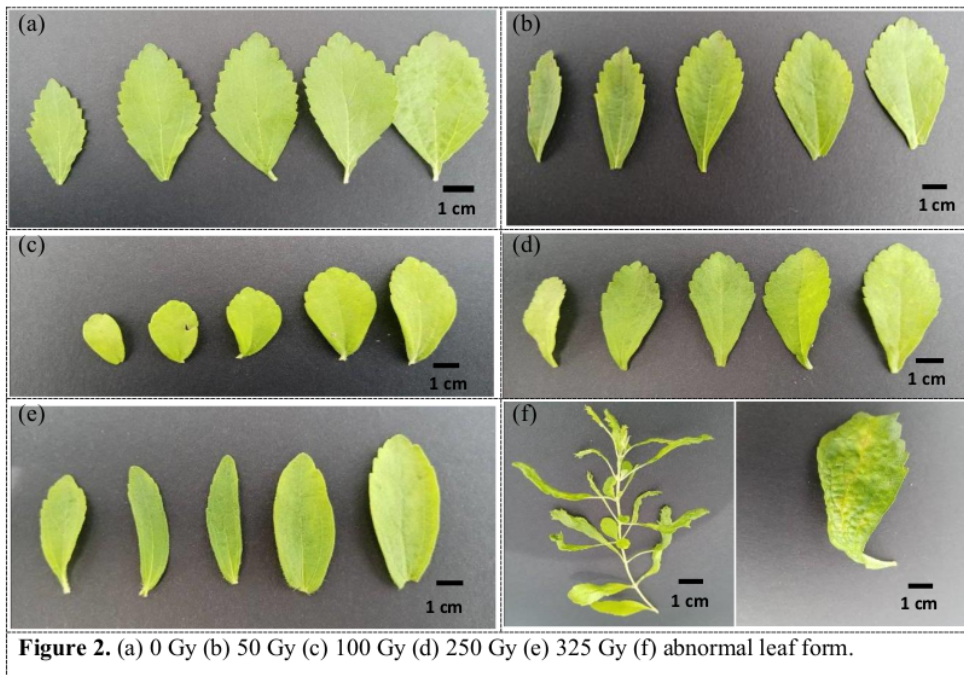 (a)
1 cm
(b)
1 cm
(c)
1 cm
(d)
1 cm
(e)
1 cm
(f)
1 cm
1 cm
Figure 2. (a) 0 Gy (b) 50 Gy (c) 100 Gy (d) 250 Gy (e) 325 Gy (f) abnormal leaf form.